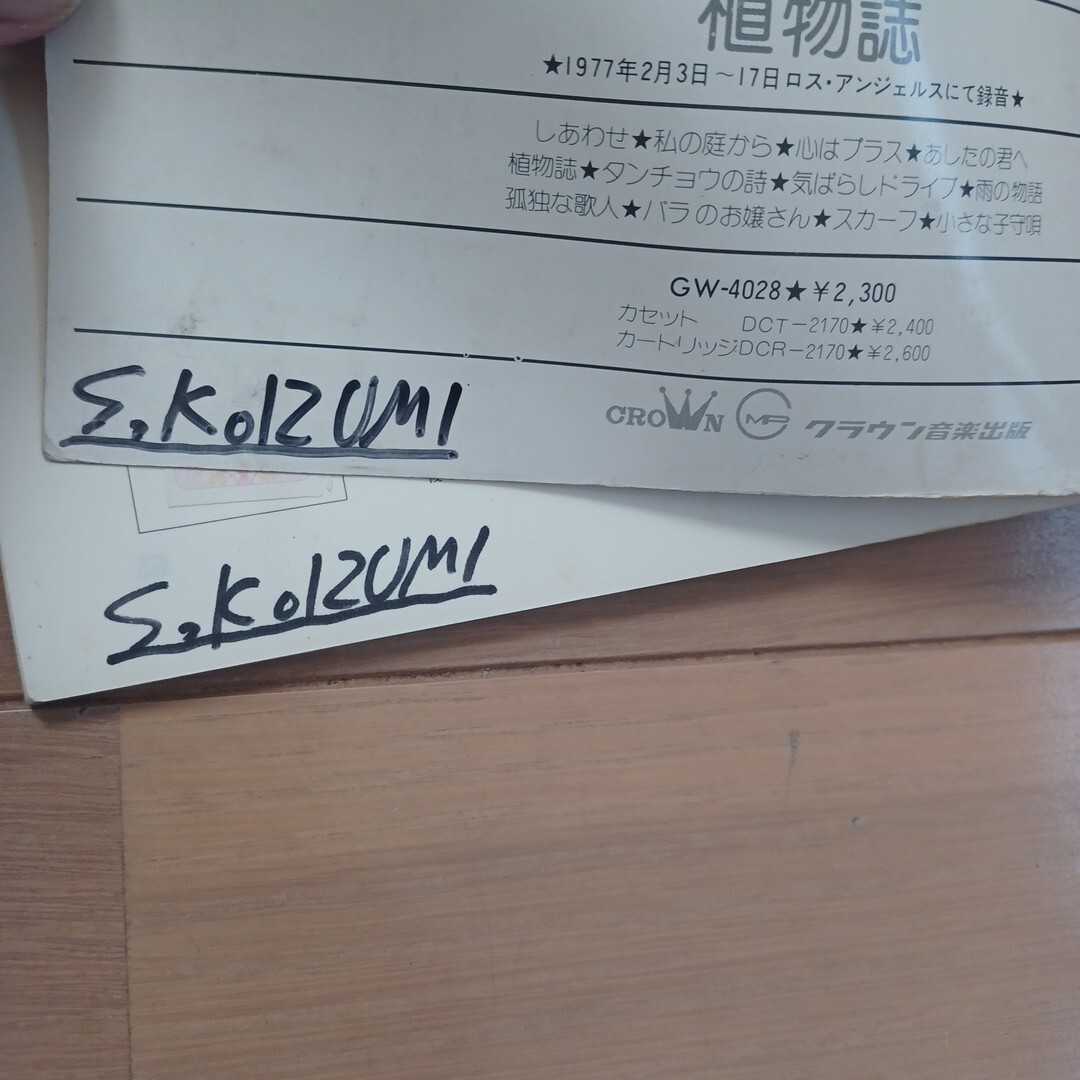 植物誌
★1977年2月3日～17日ロス・アンジェルスにて録音★
しあわせ★私の庭から★心はプラス★あしたの君へ
植物誌★タンチョウの詩★気ばらしドライブ★雨の物語
孤独な歌人★バラのお嬢さん★スカーフ★小さな子守唄
GW-4028★¥2,300
カセット DCT-2170★¥2,400
カートリッジDCR-2170★¥2,600
CROWN MP クラウン音楽出版
S.KOIZUMI
S.KOIZUMI